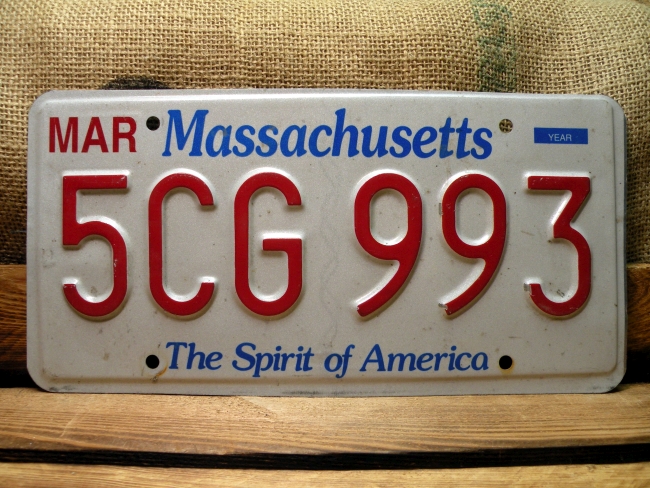 MAR Massachusetts YEAR
5CG 993
The Spirit of America